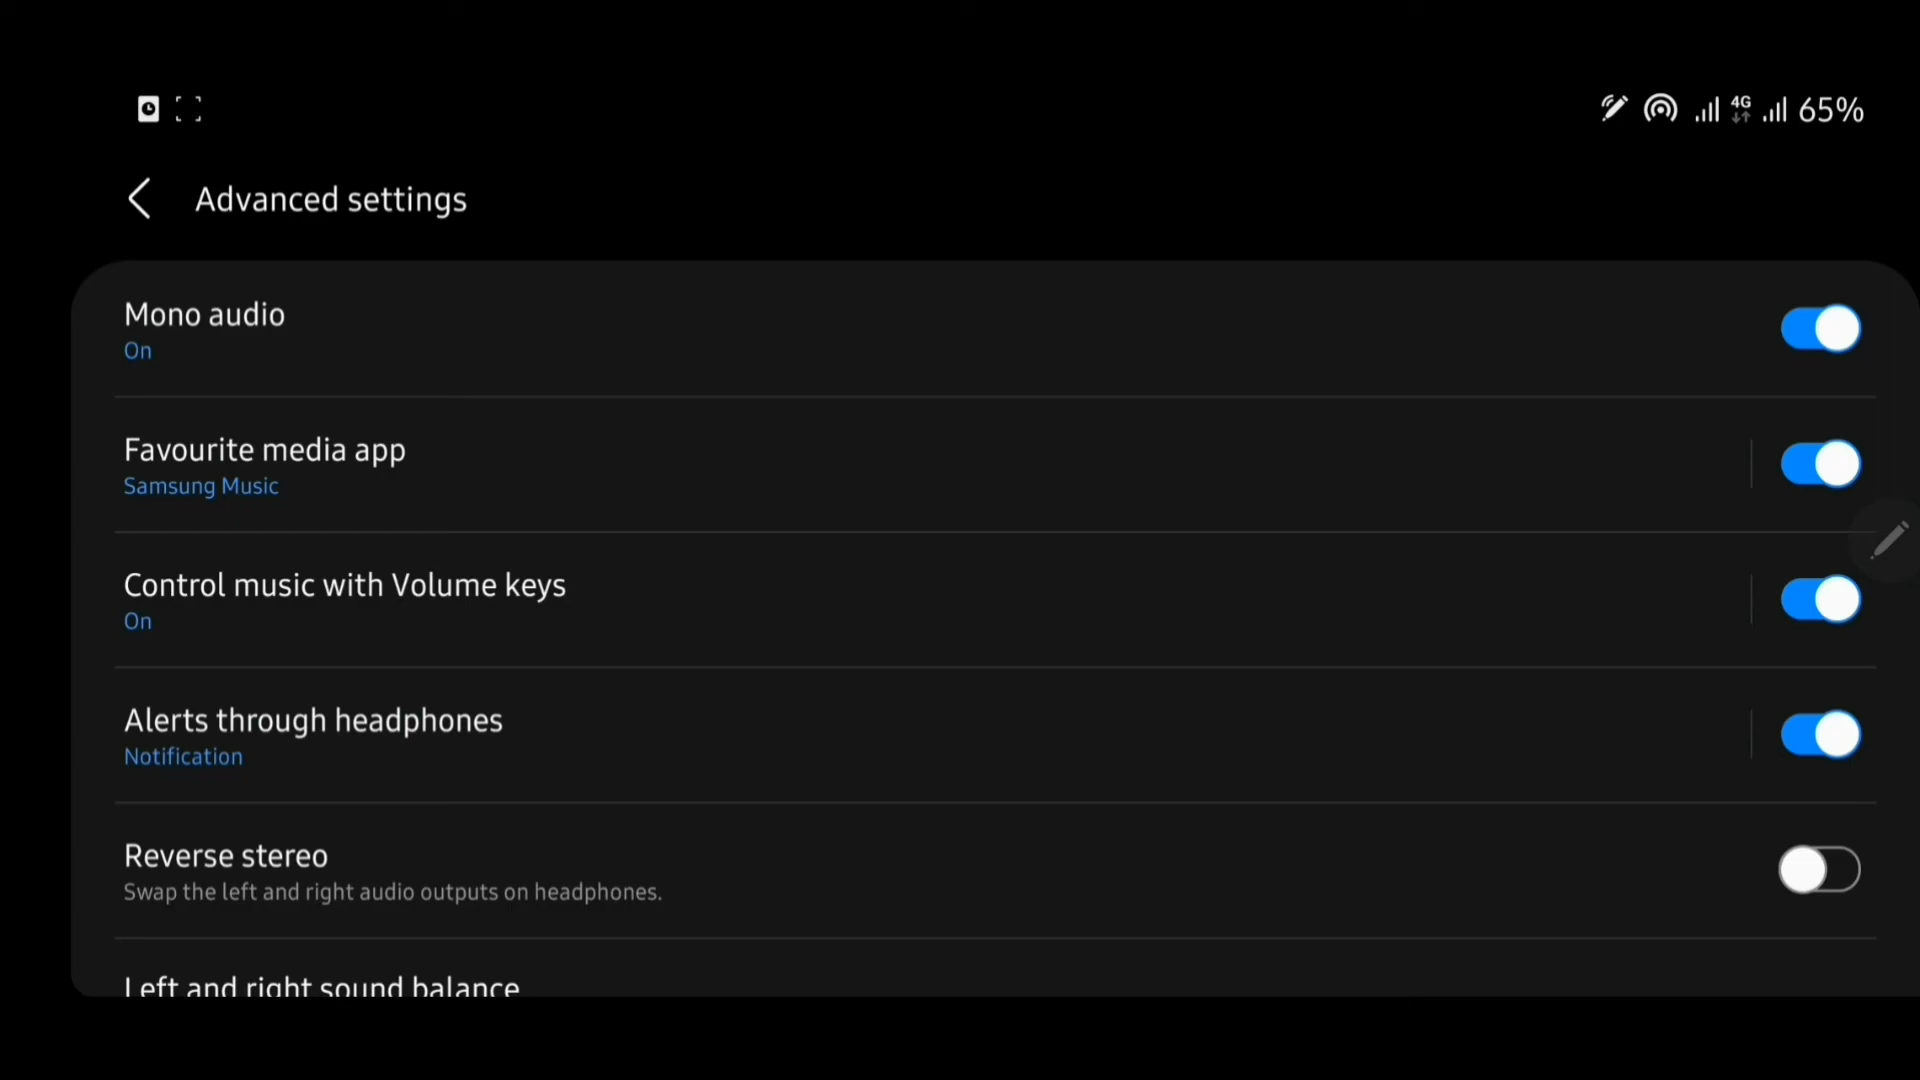 4G 65%
Advanced settings
Mono audio
On
Favourite media app
Samsung Music
Control music with Volume keys
On
Alerts through headphones
Notification
Reverse stereo
Swap the left and right audio outputs on headphones.
Left and right sound balance